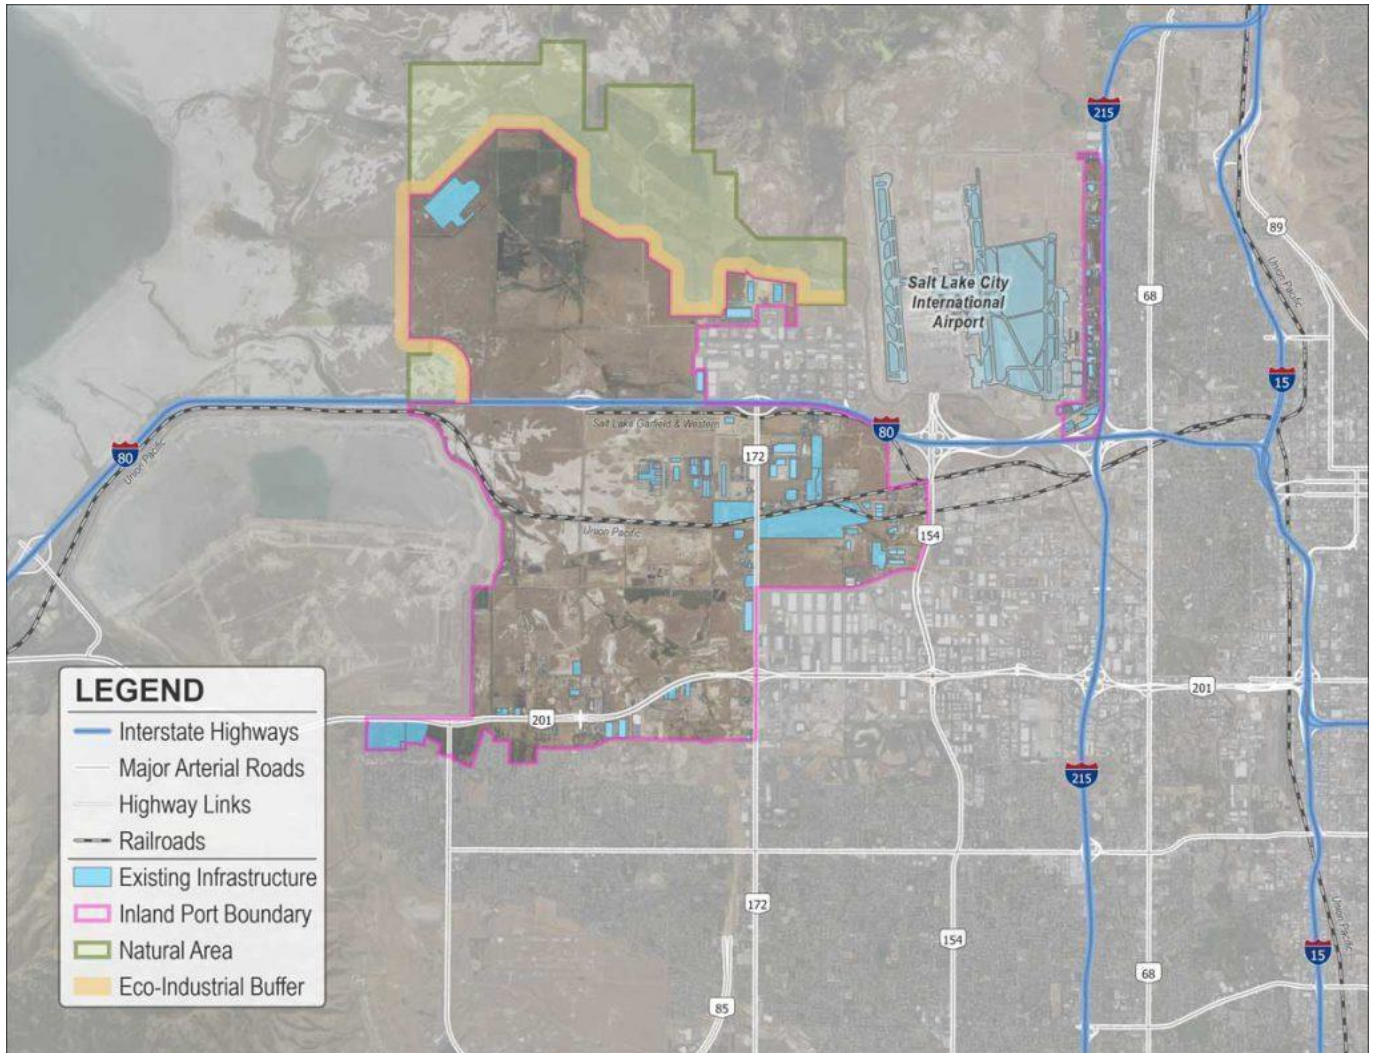 215
89
Union Pacific
68
Salt Lake City
International
Airport
15
Salt Lake Garfield & Western
80
172
80
Union Pacific
Union Pacific
154
LEGEND
Interstate Highways
Major Arterial Roads
Highway Links
Railroads
Existing Infrastructure
Inland Port Boundary
Natural Area
Eco-Industrial Buffer
201
201
215
172
154
68
85
Union Pacific
15